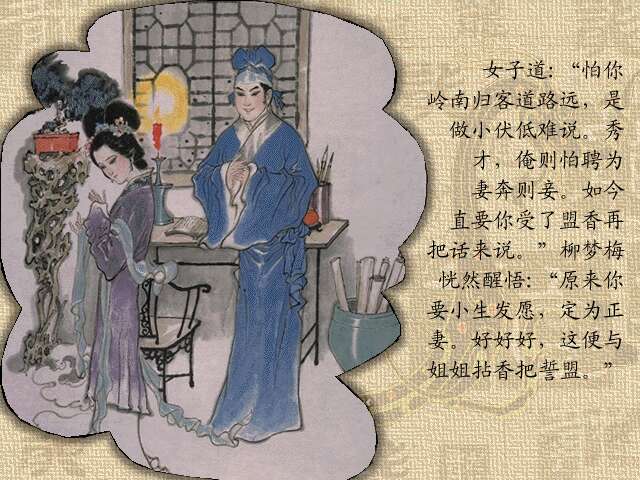 女子道：“怕你
岭南归客道路远，是
做小伏低难说。秀
才，俺则怕聘为
妻奔则妾。如今
直要你受了盟香再
把话来说。”柳梦梅
恍然醒悟：“原来你
要小生发愿，定为正
妻。好好好，这便与
姐姐拈香把誓盟。”